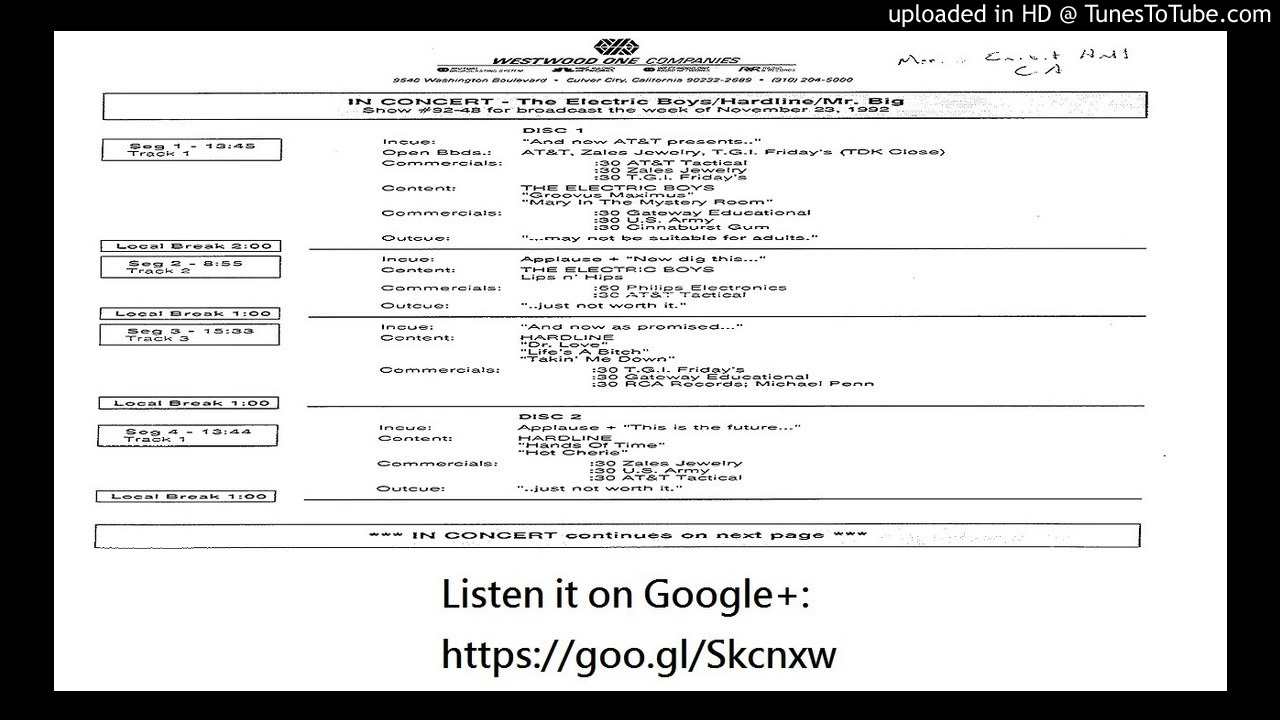 uploaded in HD @ TunesToTube.com
WESTWOOD ONE COMPANIES
9540 Washington Boulevard • Culver City, California 90232-2689 • (310) 204-5000
CA
IN CONCERT - The Electric Boys/Hardline/Mr. Big
Show #92-48 for broadcast the week of November 23, 1992
DISC 1
Seg 1 - 13:45
Track 1
Incue: "And now AT&T presents.."
Open Bbds.: AT&T, Zales Jewelry, T.G.I. Friday's (TDK Close)
Commercials: :30 AT&T Tactical
:30 Zales Jewelry
:30 T.G.I. Friday's
Content: THE ELECTRIC BOYS
"Groovus Maximus"
"Mary In The Mystery Room"
Commercials: :30 Gateway Educational
:30 U.S. Army
:30 Cinnaburst Gum
Outcue: "...may not be suitable for adults."
Local Break 2:00
Seg 2 - 8:55
Track 2
Incue: Applause + "Now dig this..."
Content: THE ELECTRIC BOYS
Lips n' Hips
Commercials: :60 Philips Electronics
:30 AT&T Tactical
Outcue: "..just not worth it."
Local Break 1:00
Seg 3 - 15:33
Track 3
Incue: "And now as promised..."
Content: HARDLINE
"Dr. Love"
"Life's A Bitch"
"Takin' Me Down"
Commercials: :30 T.G.I. Friday's
:30 Gateway Educational
:30 RCA Records; Michael Penn
Local Break 1:00
DISC 2
Seg 4 - 13:44
Track 1
Incue: Applause + "This is the future..."
Content: HARDLINE
"Hands Of Time"
"Hot Cherie"
Commercials: :30 Zales Jewelry
:30 U.S. Army
:30 AT&T Tactical
Outcue: "..just not worth it."
Local Break 1:00
*** IN CONCERT continues on next page ***
Listen it on Google+:
https://goo.gl/Skcnxw